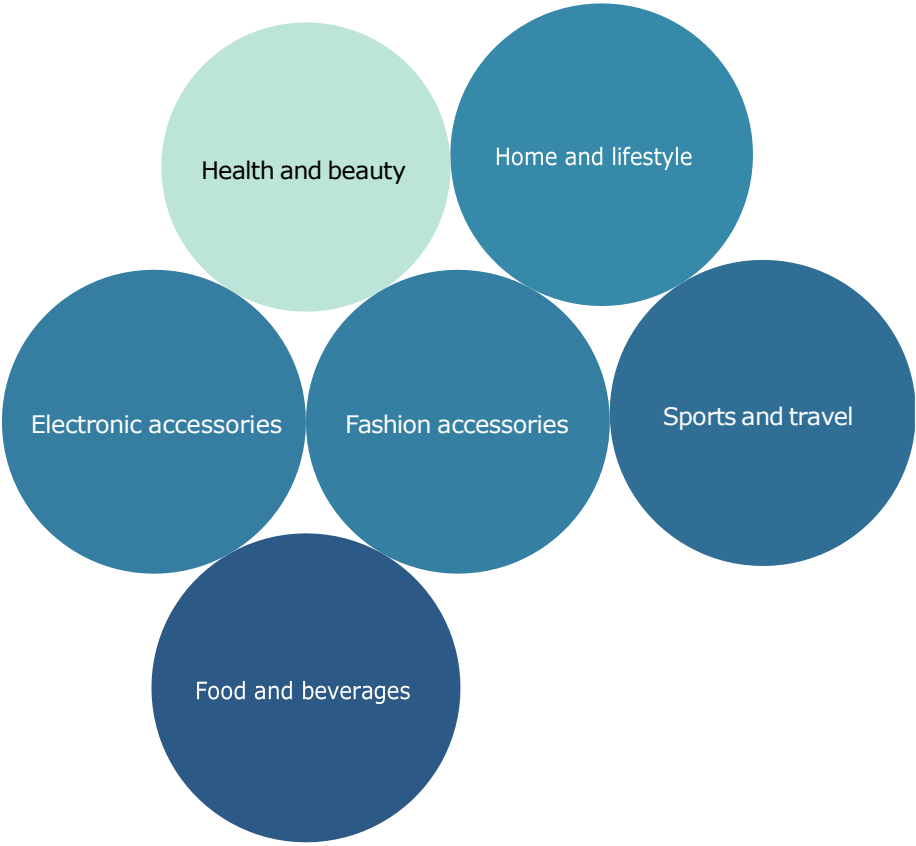 Health and beauty
Home and lifestyle
Electronic accessories
Fashion accessories
Sports and travel
Food and beverages